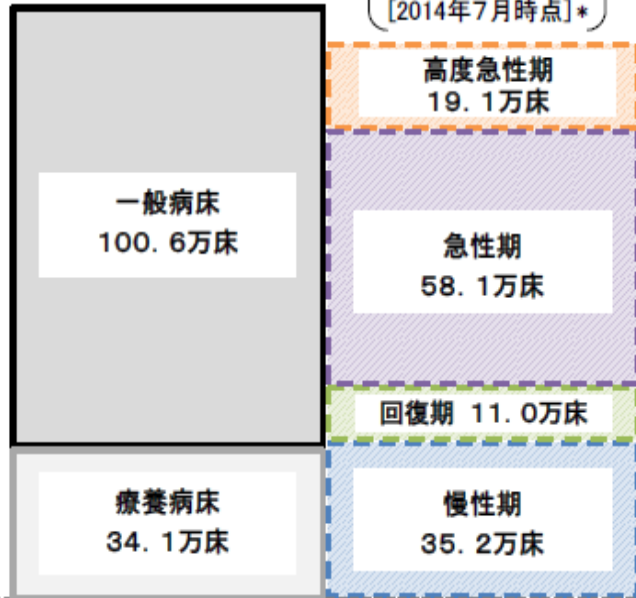 [2014年7月時点]*
高度急性期
19.1万床
一般病床
100.6万床
急性期
58.1万床
回復期 11.0万床
療養病床
34.1万床
慢性期
35.2万床